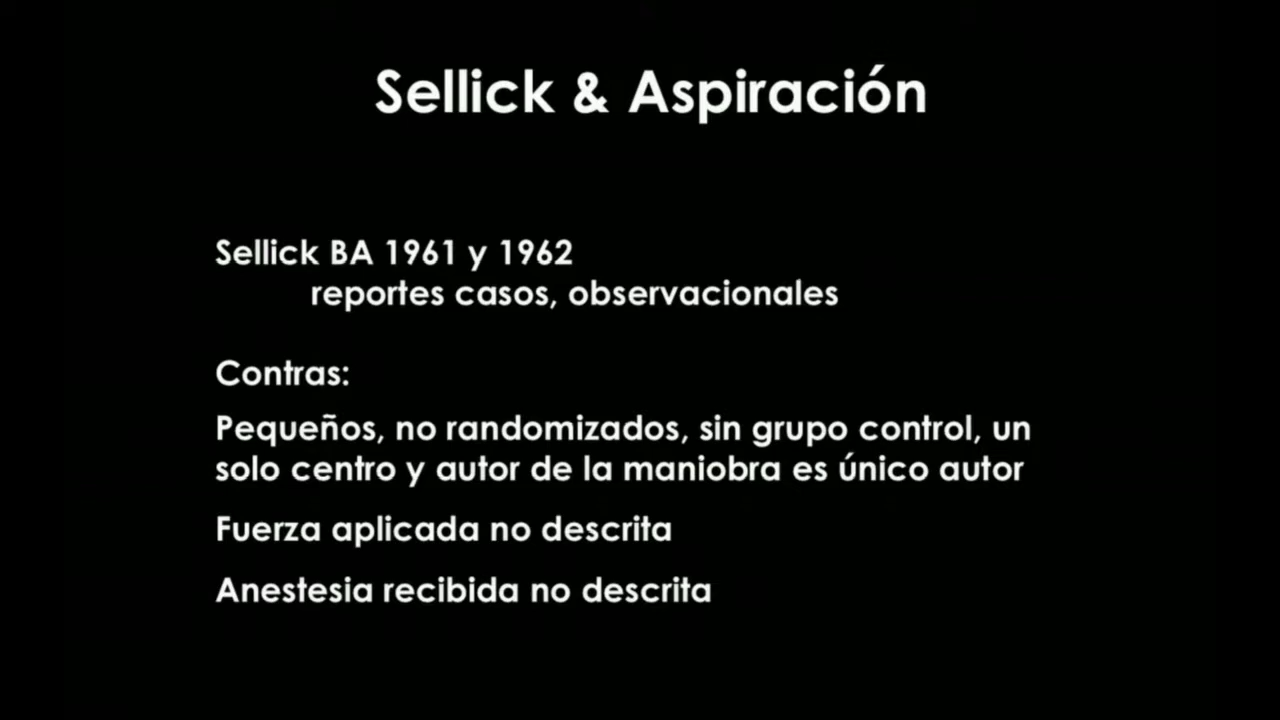 Sellick & Aspiración
Sellick BA 1961 y 1962
reportes casos, observacionales
Contras:
Pequeños, no randomizados, sin grupo control, un
solo centro y autor de la maniobra es único autor
Fuerza aplicada no descrita
Anestesia recibida no descrita